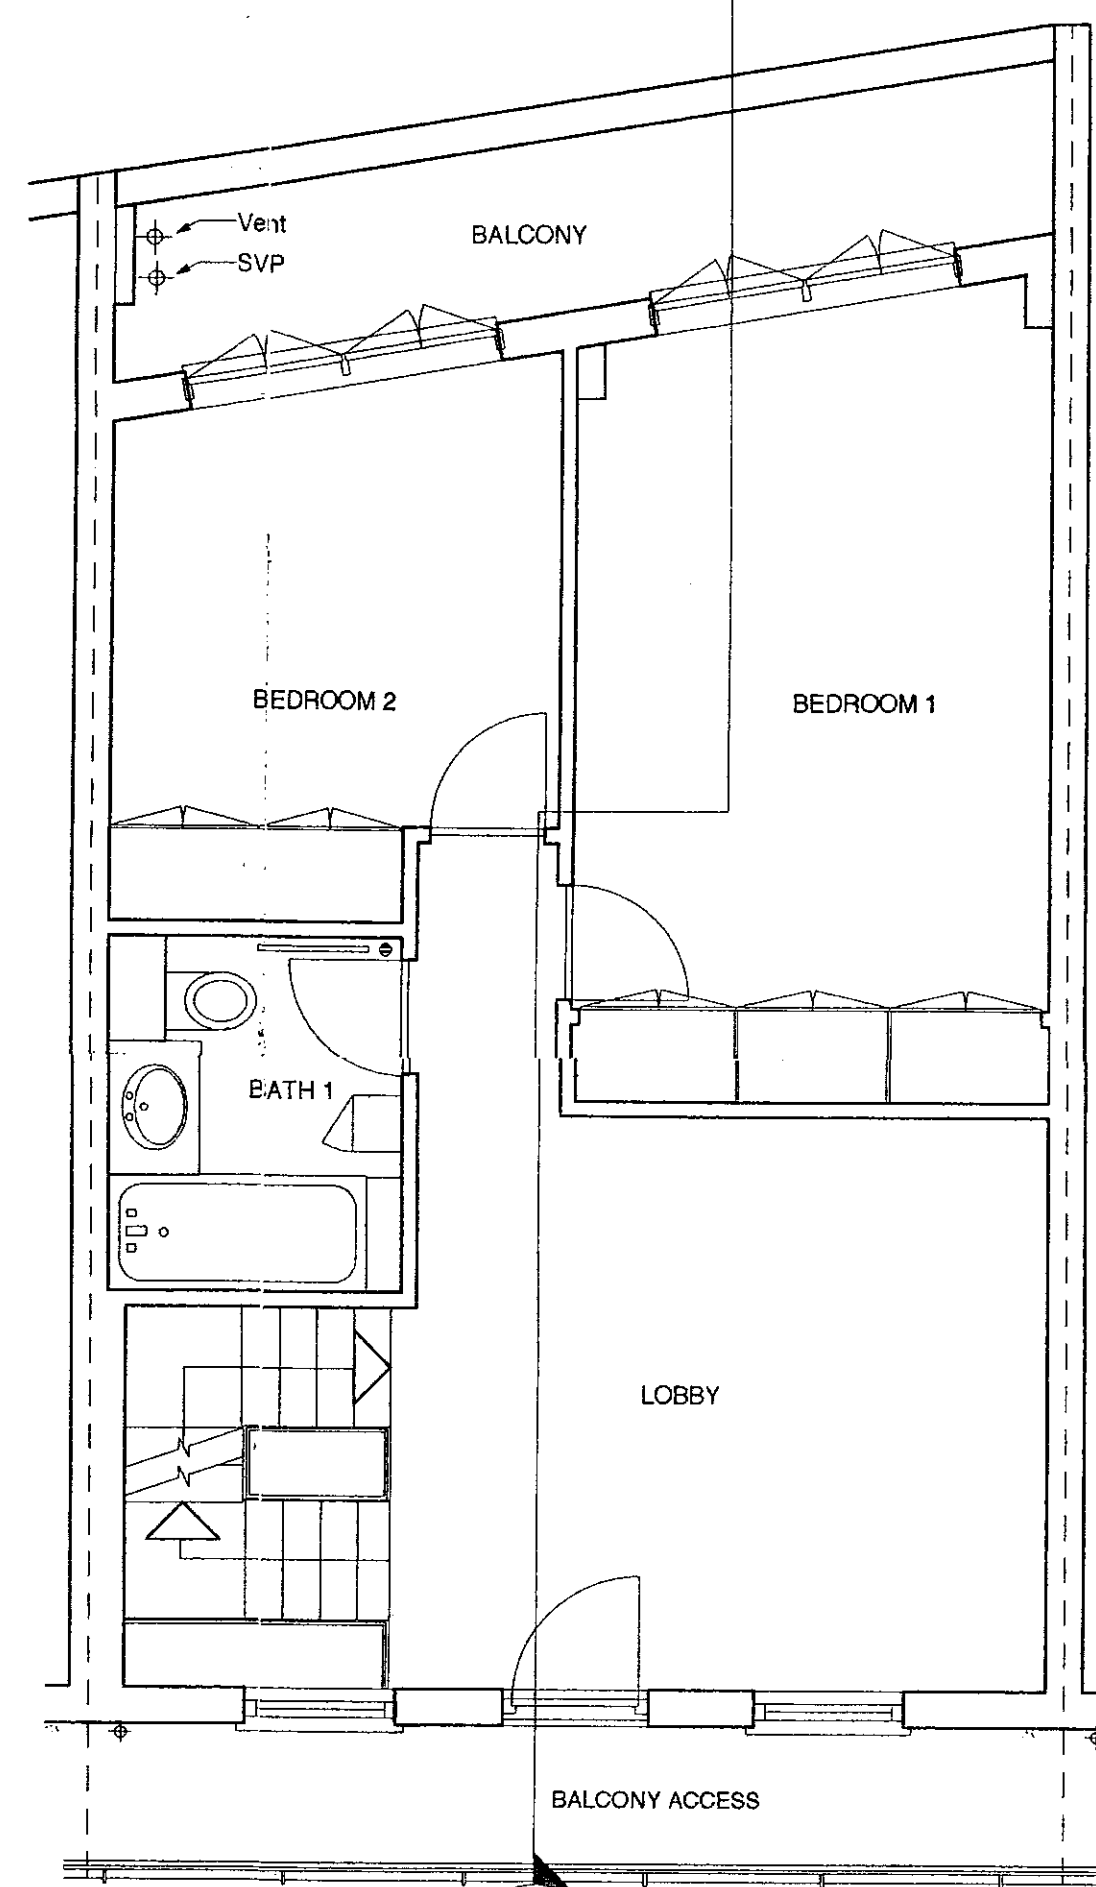 Vent
BALCONY
SVP
BEDROOM 2
BEDROOM 1
BATH 1
LOBBY
BALCONY ACCESS